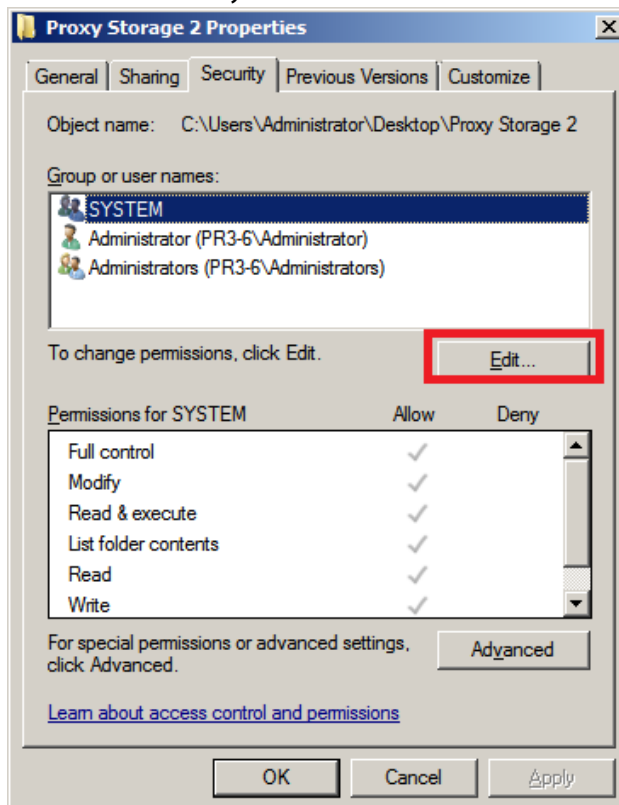 Proxy Storage 2 Properties
General Sharing Security Previous Versions Customize
Object name: C:\Users\Administrator\Desktop\Proxy Storage 2
Group or user names:
SYSTEM
Administrator (PR3-6\Administrator)
Administrators (PR3-6\Administrators)
To change permissions, click Edit. Edit...
Permissions for SYSTEM Allow Deny
Full control
Modify
Read & execute
List folder contents
Read
Write
For special permissions or advanced settings,
click Advanced. Advanced
Learn about access control and permissions
OK Cancel Apply